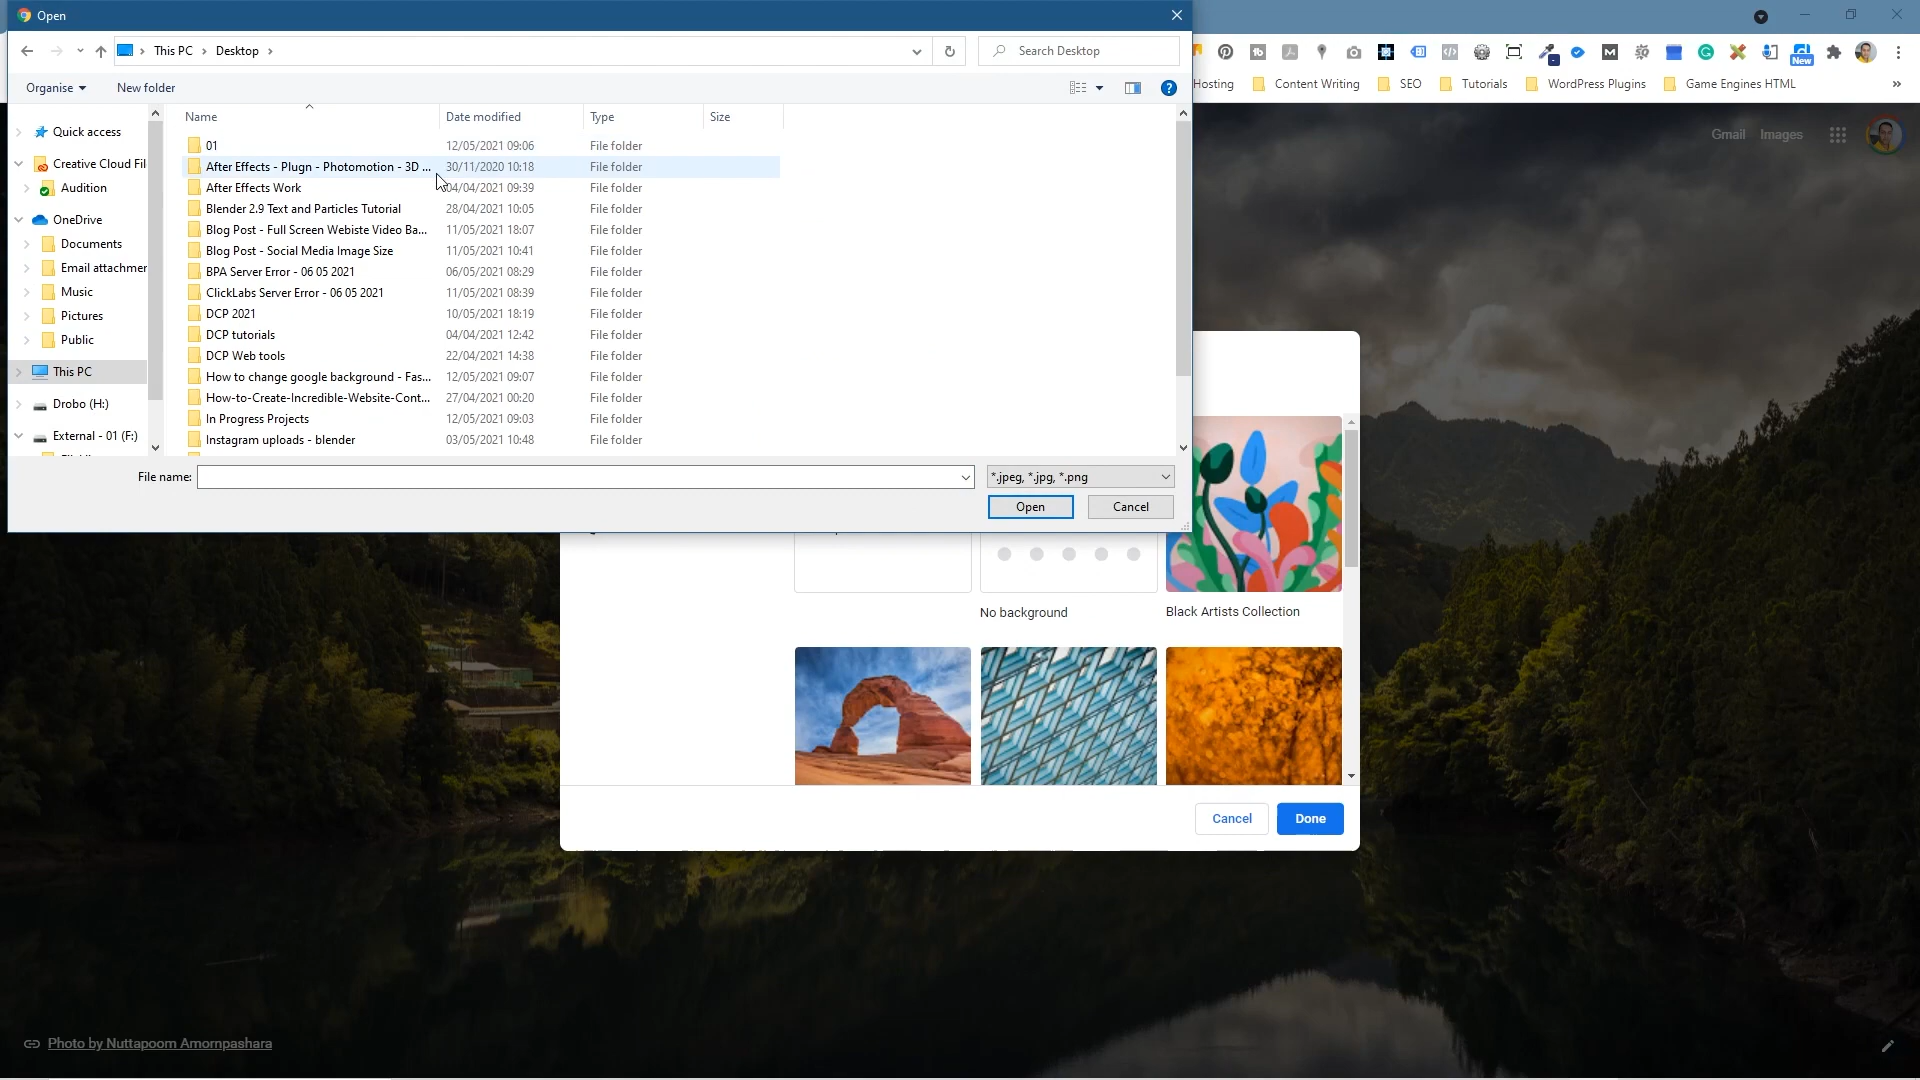 Open
This PC
Desktop
Search Desktop
Organise
New folder
Name
Date modified
Type
Size
Quick access
Creative Cloud Fil
Audition
OneDrive
Documents
Email attachmer
Music
Pictures
Public
This PC
Drobo (H:)
External - 01 (F:)
01 12/05/2021 09:06 File folder
After Effects - Plugn - Photomotion - 3D ... 30/11/2020 10:18 File folder
After Effects Work 04/04/2021 09:39 File folder
Blender 2.9 Text and Particles Tutorial 28/04/2021 10:05 File folder
Blog Post - Full Screen Webiste Video Ba... 11/05/2021 18:07 File folder
Blog Post - Social Media Image Size 11/05/2021 10:41 File folder
BPA Server Error - 06 05 2021 06/05/2021 08:29 File folder
ClickLabs Server Error - 06 05 2021 11/05/2021 08:39 File folder
DCP 2021 10/05/2021 18:19 File folder
DCP tutorials 04/04/2021 12:42 File folder
DCP Web tools 22/04/2021 14:38 File folder
How to change google background - Fas... 12/05/2021 09:07 File folder
How-to-Create-Incredible-Website-Cont... 27/04/2021 00:20 File folder
In Progress Projects 12/05/2021 09:03 File folder
Instagram uploads - blender 03/05/2021 10:48 File folder
File name:
*.jpeg, *.jpg, *.png
Open
Cancel
New
Hosting
Content Writing
SEO
Tutorials
WordPress Plugins
Game Engines HTML
»
Gmail
Images
No background
Black Artists Collection
Cancel
Done
Photo by Nuttapoom Amornpashara